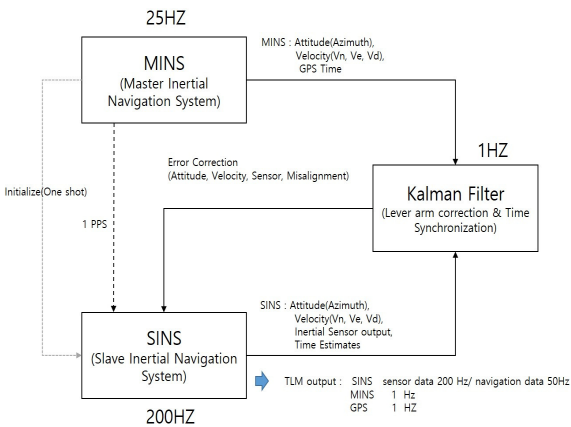 25HZ
MINS
(Master Inertial
Navigation System)
MINS : Attitude(Azimuth),
Velocity(Vn, Ve, Vd),
GPS Time
1HZ
Kalman Filter
(Lever arm correction & Time
Synchronization)
Error Correction
(Attitude, Velocity, Sensor, Misalignment)
Initialize(One shot)
1 PPS
SINS
(Slave Inertial Navigation
System)
200HZ
SINS : Attitude(Azimuth),
Velocity(Vn, Ve, Vd),
Inertial Sensor output,
Time Estimates
TLM output : SINS sensor data 200 Hz/ navigation data 50Hz
MINS 1 Hz
GPS 1 HZ